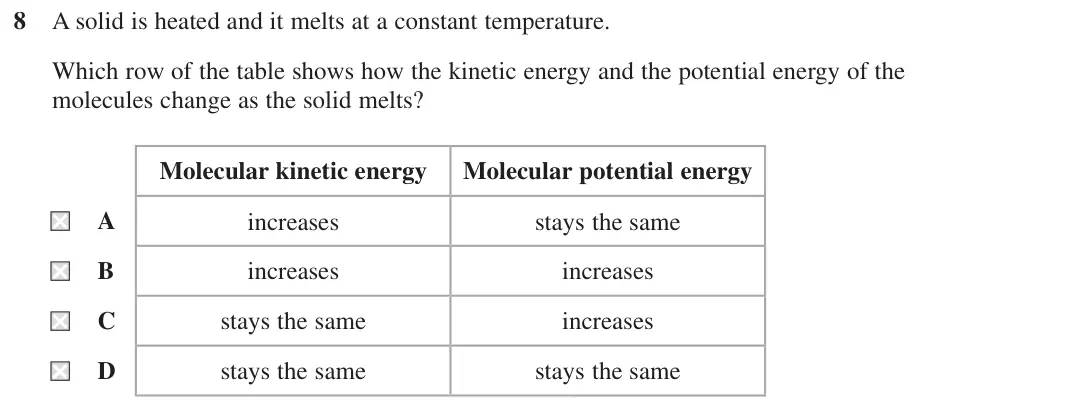 8 A solid is heated and it melts at a constant temperature.
Which row of the table shows how the kinetic energy and the potential energy of the
molecules change as the solid melts?
Molecular kinetic energy Molecular potential energy
A increases stays the same
B increases increases
C stays the same increases
D stays the same stays the same